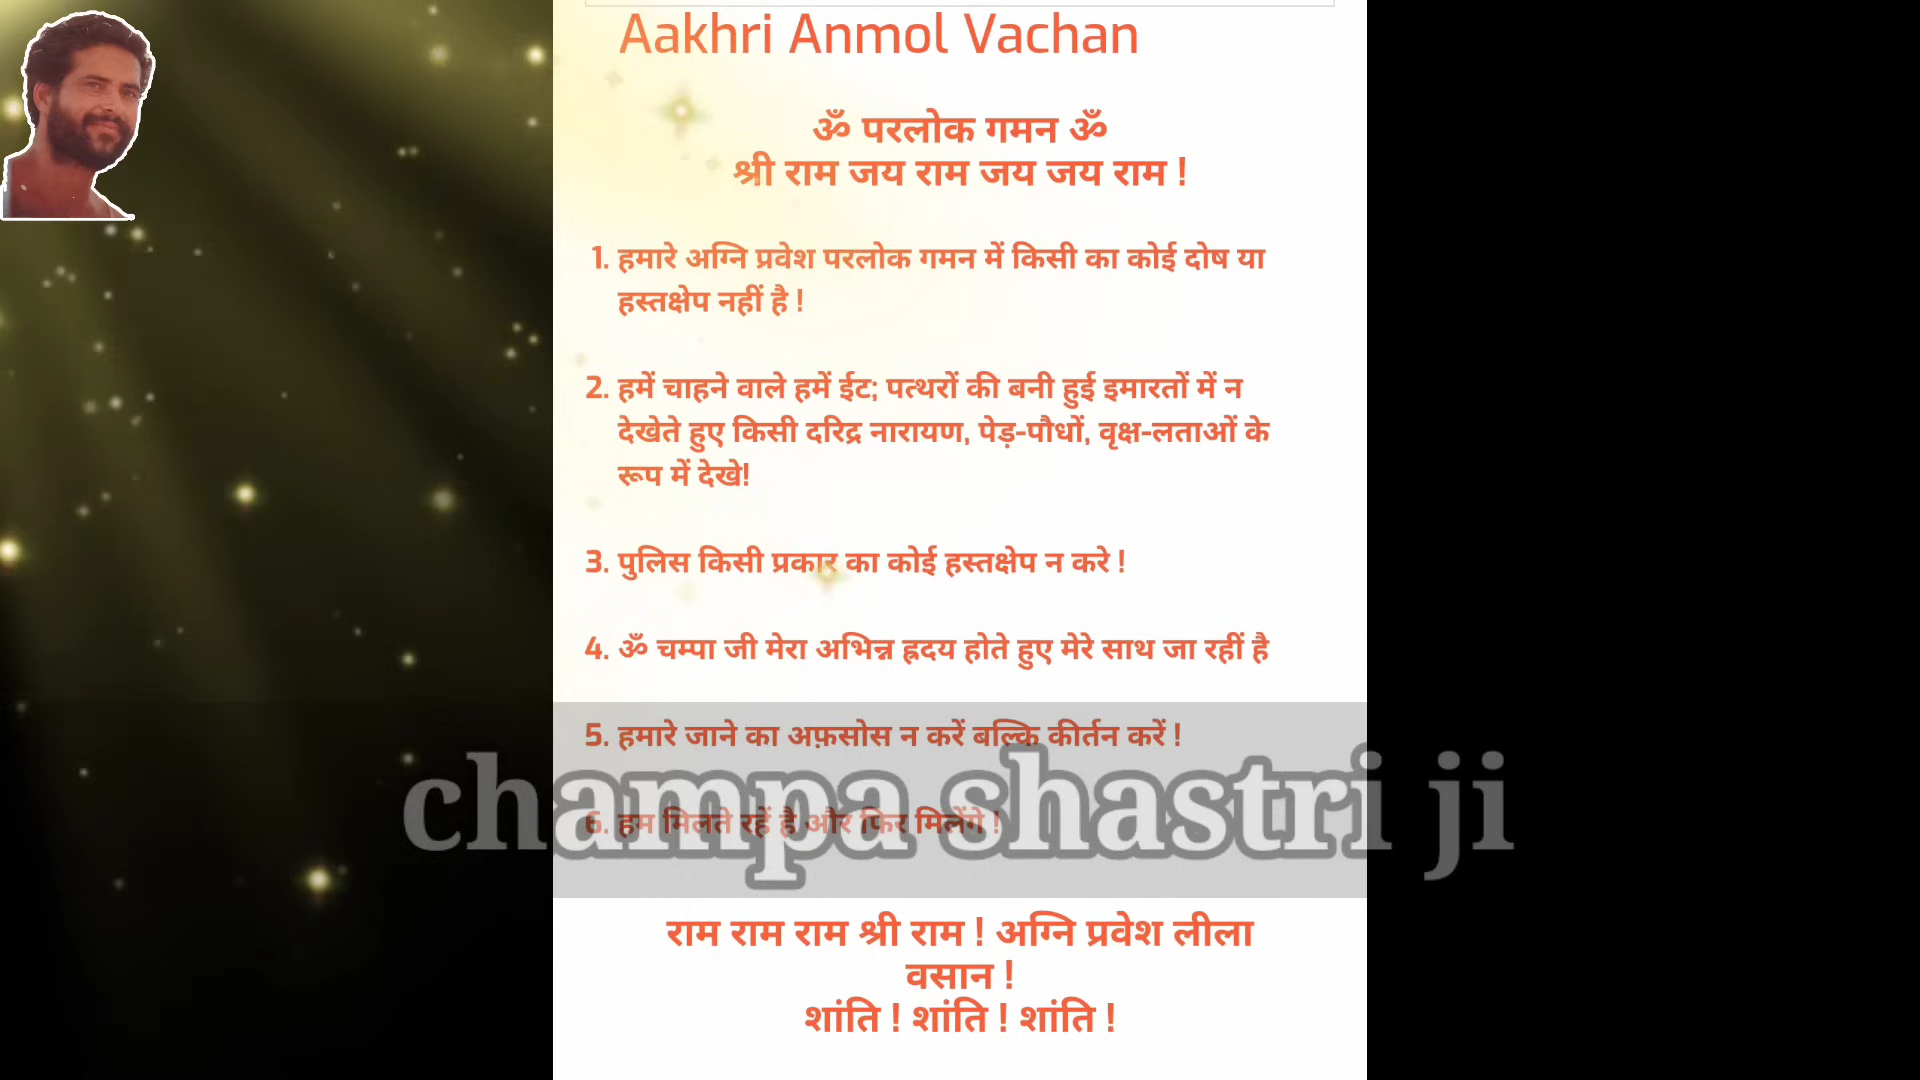 Aakhri Anmol Vachan
ॐ परलोक गमन ॐ
श्री राम जय राम जय जय राम !
1. हमारे अग्नि प्रवेश परलोक गमन में किसी का कोई दोष या
हस्तक्षेप नहीं है !
2. हमें चाहने वाले हमें ईट; पत्थरों की बनी हुई इमारतों में न
देखेते हुए किसी दरिद्र नारायण, पेड़-पौधों, वृक्ष-लताओं के
रूप में देखे!
3. पुलिस किसी प्रकार का कोई हस्तक्षेप न करे !
4. ॐ चम्पा जी मेरा अभिन्न ह्रदय होते हुए मेरे साथ जा रहीं है
5. हमारे जाने का अफ़सोस न करें बल्कि कीर्तन करें !
6. हम मिलते रहें है और फिर मिलेंगे !
champa shastri ji
राम राम राम श्री राम ! अग्नि प्रवेश लीला
वसान !
शांति ! शांति ! शांति !